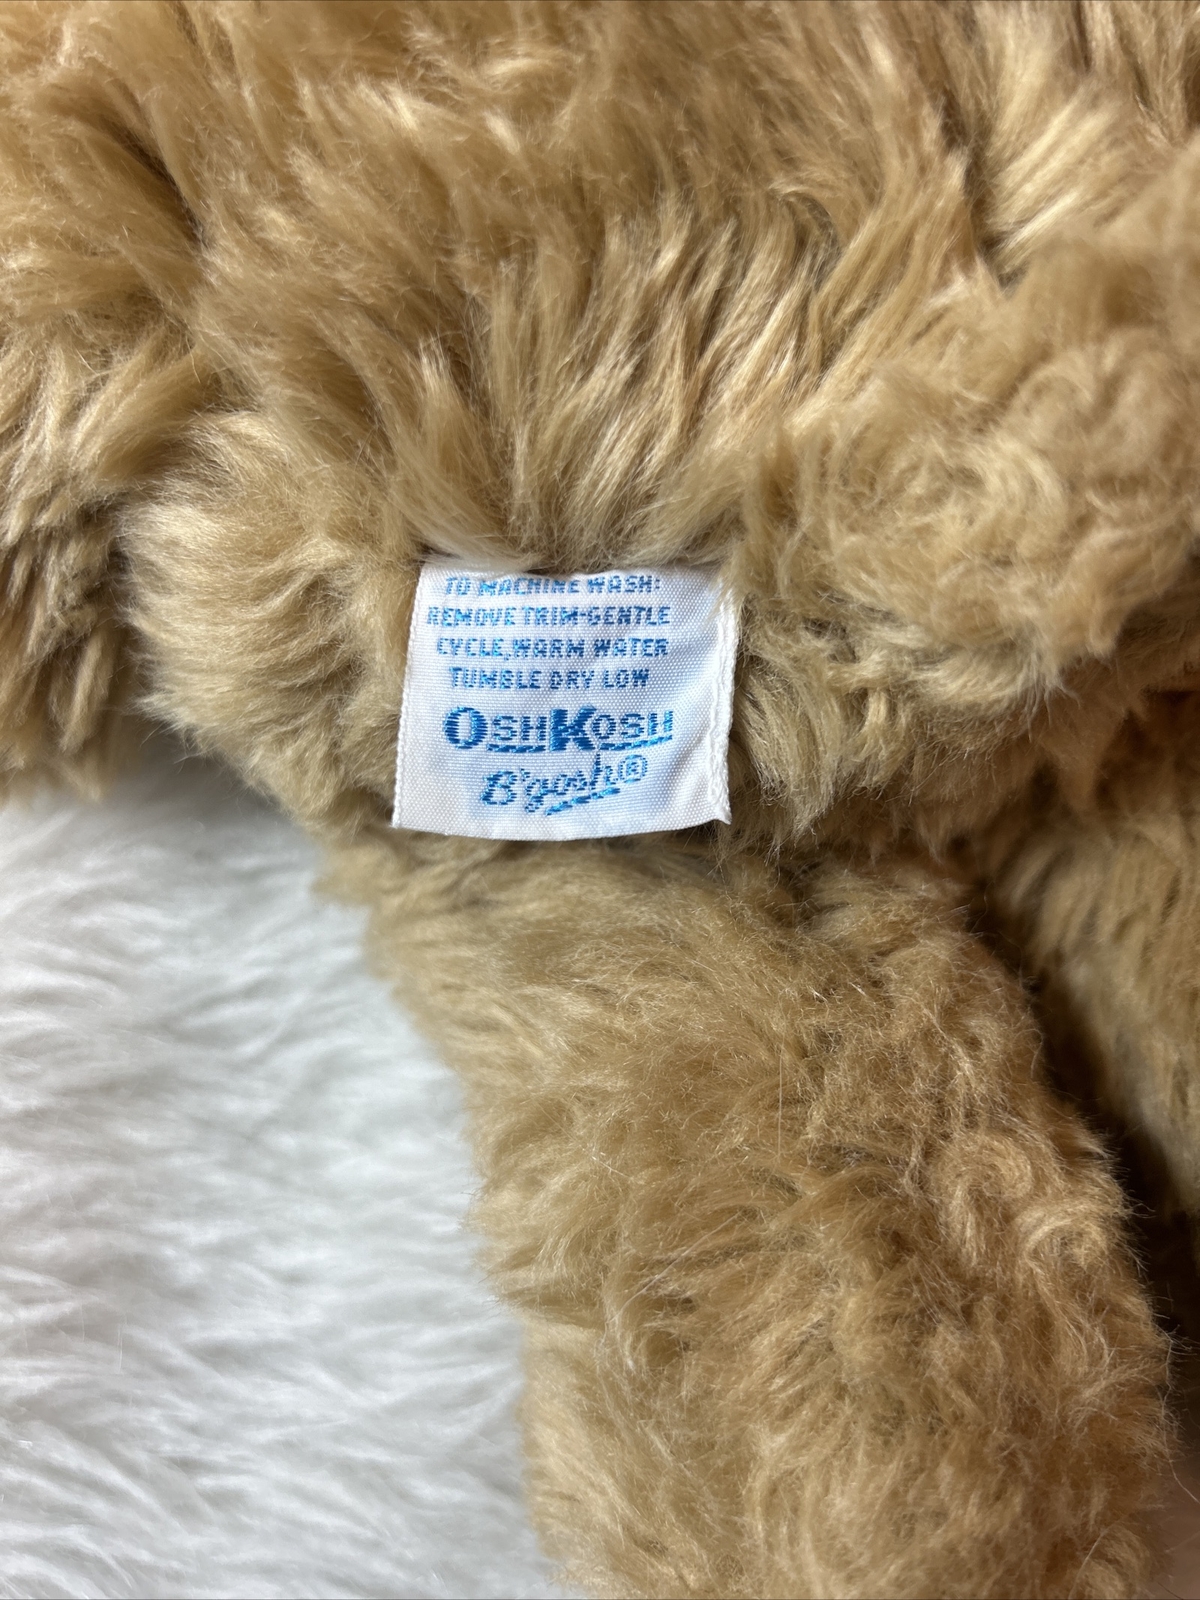 TO MACHINE WASH:
REMOVE TRIM-GENTLE
CYCLE, WARM WATER
TUMBLE DRY LOW
OSHKOSH
B'gosh®